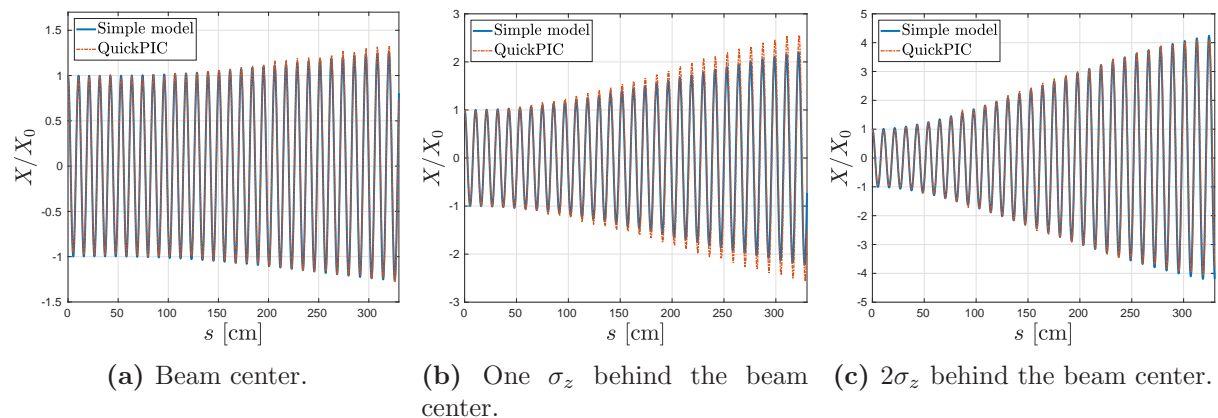 Simple model
QuickPIC
1.5
1
0.5
0
-0.5
-1
-1.5
X/X₀
0 50 100 150 200 250 300
s [cm]
(a) Beam center.
Simple model
QuickPIC
3
2
1
0
-1
-2
-3
X/X₀
0 50 100 150 200 250 300
s [cm]
(b) One σz behind the beam
center.
Simple model
QuickPIC
5
4
3
2
1
0
-1
-2
-3
-4
-5
X/X₀
0 50 100 150 200 250 300
s [cm]
(c) 2σz behind the beam center.